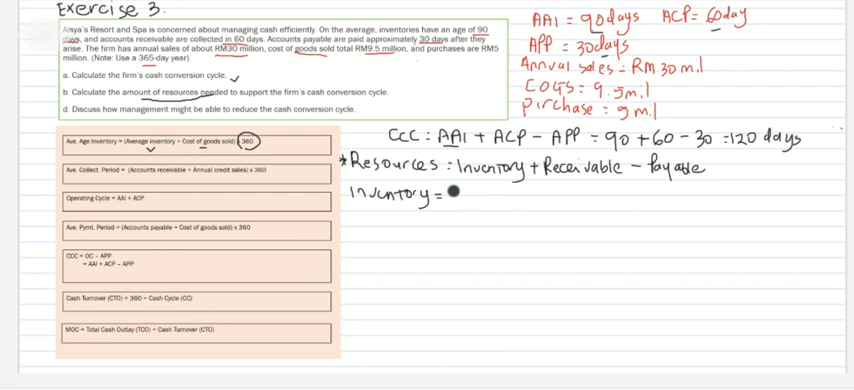 Exercise 3.
Aisya's Resort and Spa is concerned about managing cash efficiently. On the average, inventories have an age of 90
days, and accounts receivable are collected in 60 days. Accounts payable are paid approximately 30 days after they
arise. The firm has annual sales of about RM30 million, cost of goods sold total RM9.5 million, and purchases are RM5
million. (Note: Use a 365-day year)
a. Calculate the firm's cash conversion cycle.
b. Calculate the amount of resources needed to support the firm's cash conversion cycle.
d. Discuss how management might be able to reduce the cash conversion cycle.
AAI = 90days ACP = 60day
APP = 30days
Annual sales = RM 30 mil
COGS = 9.5mil
Pirchase = 5mil
Ave. Age Inventory = (Average inventory ÷ Cost of goods sold) 360
Ave. Collect. Period = (Accounts receivable ÷ Annual credit sales) x 360
Operating Cycle = AAI + ACP
Ave. Pymt. Period = (Accounts payable ÷ Cost of goods sold) x 360
CCC = OC – APP
= AAI + ACP – APP
Cash Turnover (CTO) = 360 ÷ Cash Cycle (CC)
MOC = Total Cash Outlay (TCO) ÷ Cash Turnover (CTO)
CCC = AAI + ACP - APP = 90 + 60 - 30 = 120 days
*Resources = Inventory + Receivable - Payable
Inventory =